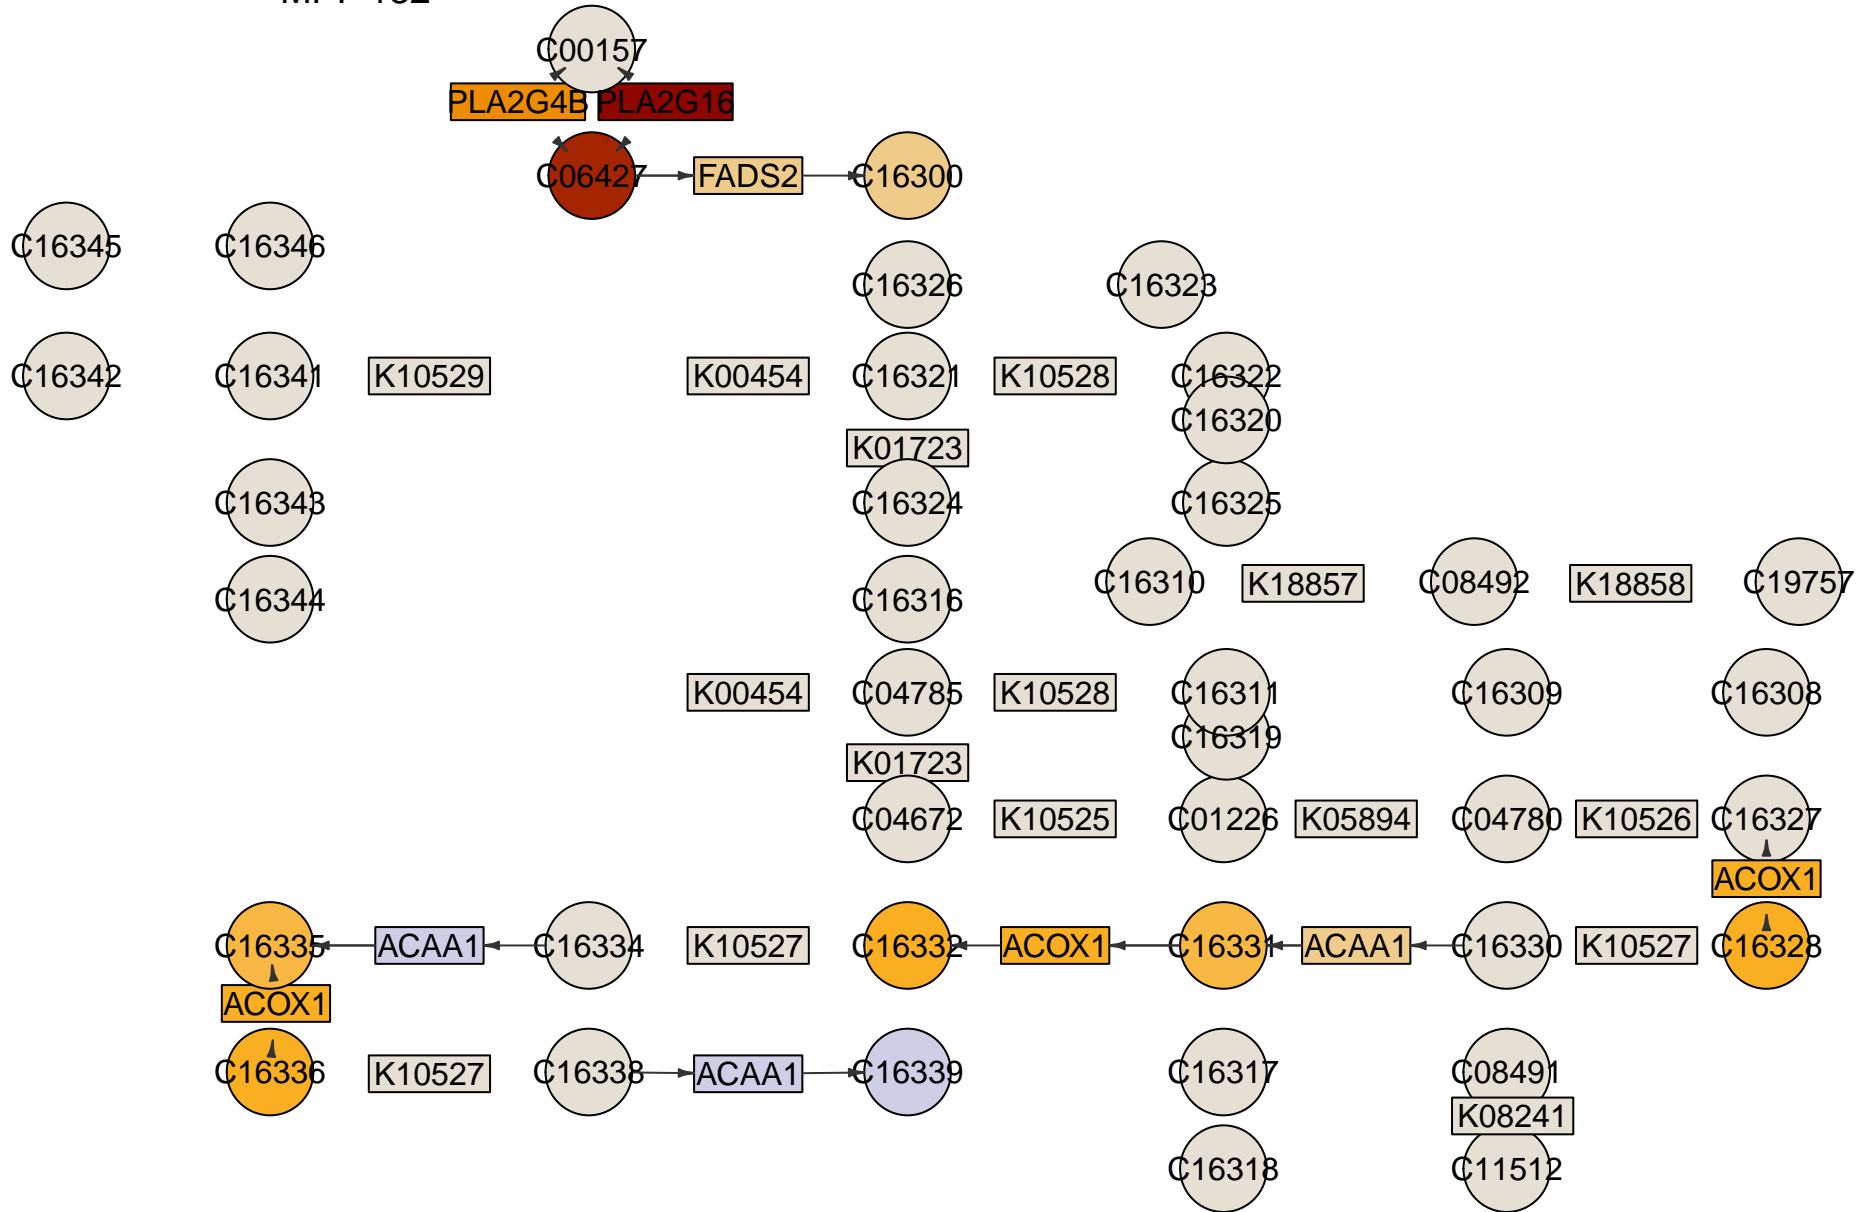 C00157
PLA2G4B PLA2G16
C06427 FADS2 C16300
C16345 C16346
C16326 C16323
C16342 C16341 K10529 K00454 C16321 K10528 C16322
C16320
K01723
C16343 C16324 C16325
C16310 K18857 C08492 K18858 C19757
C16344 C16316
K00454 C04785 K10528 C16311 C16309 C16308
C16319
K01723
C04672 K10525 C01226 K05894 C04780 K10526 C16327
ACOX1
C16335 ACAA1 C16334 K10527 C16332 ACOX1 C16331 ACAA1 C16330 K10527 C16328
ACOX1
C16336 K10527 C16338 ACAA1 C16339 C16317 C08491
K08241
C16318 C11512